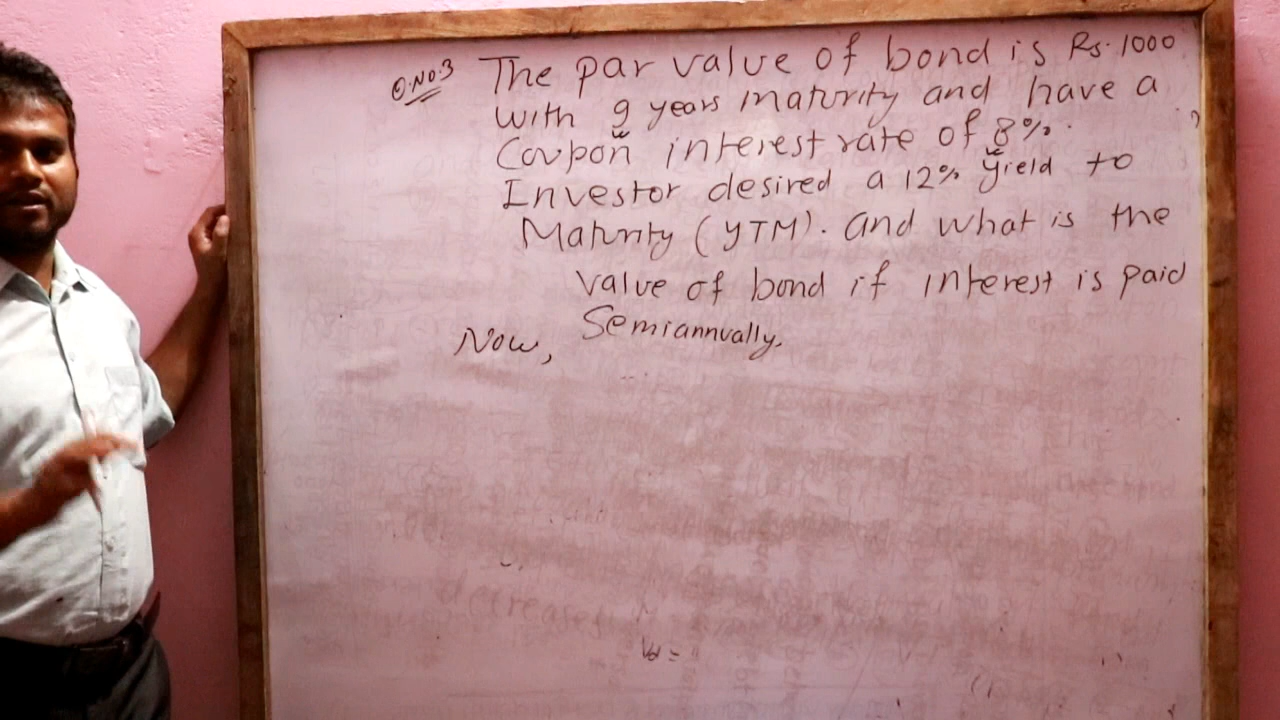 Q.NO.3 The par value of bond is Rs. 1000
with 9 years maturity and have a
Coupon interest rate of 8%.
Investor desired a 12% yield to
Maturity (YTM). and what is the
value of bond if interest is paid
Semiannually.
Now,
decreases